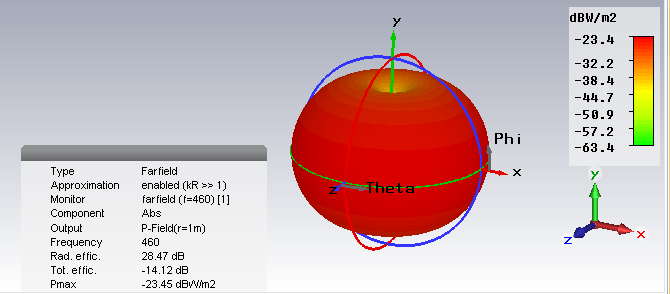 y
Phi
x
z
Theta
dBW/m2
-23.4
-32.2
-38.4
-44.7
-50.9
-57.2
-63.4
y
z
x
Type Farfield
Approximation enabled (kR >> 1)
Monitor farfield (f=460) [1]
Component Abs
Output P-Field(r=1m)
Frequency 460
Rad. effic. 28.47 dB
Tot. effic. -14.12 dB
Pmax -23.45 dBW/m2